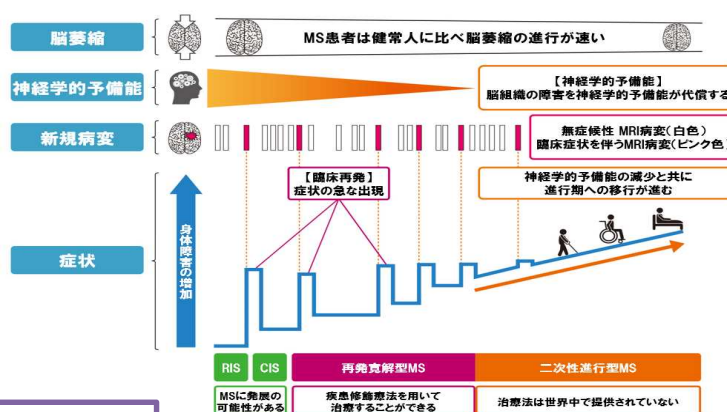 脳萎縮
MS患者は健常人に比べ脳萎縮の進行が速い
神経学的予備能
【神経学的予備能】
脳組織の障害を神経学的予備能が代償する
新規病変
無症候性 MRI病変(白色)
臨床症状を伴うMRI病変(ピンク色)
【臨床再発】
症状の急な出現
神経学的予備能の減少と共に
進行期への移行が進む
症状
身体障害の増加
RIS
CIS
再発寛解型MS
二次性進行型MS
MSに発展の
可能性がある
疾患修飾療法を用いて
治療することができる
治療法は世界中で提供されていない